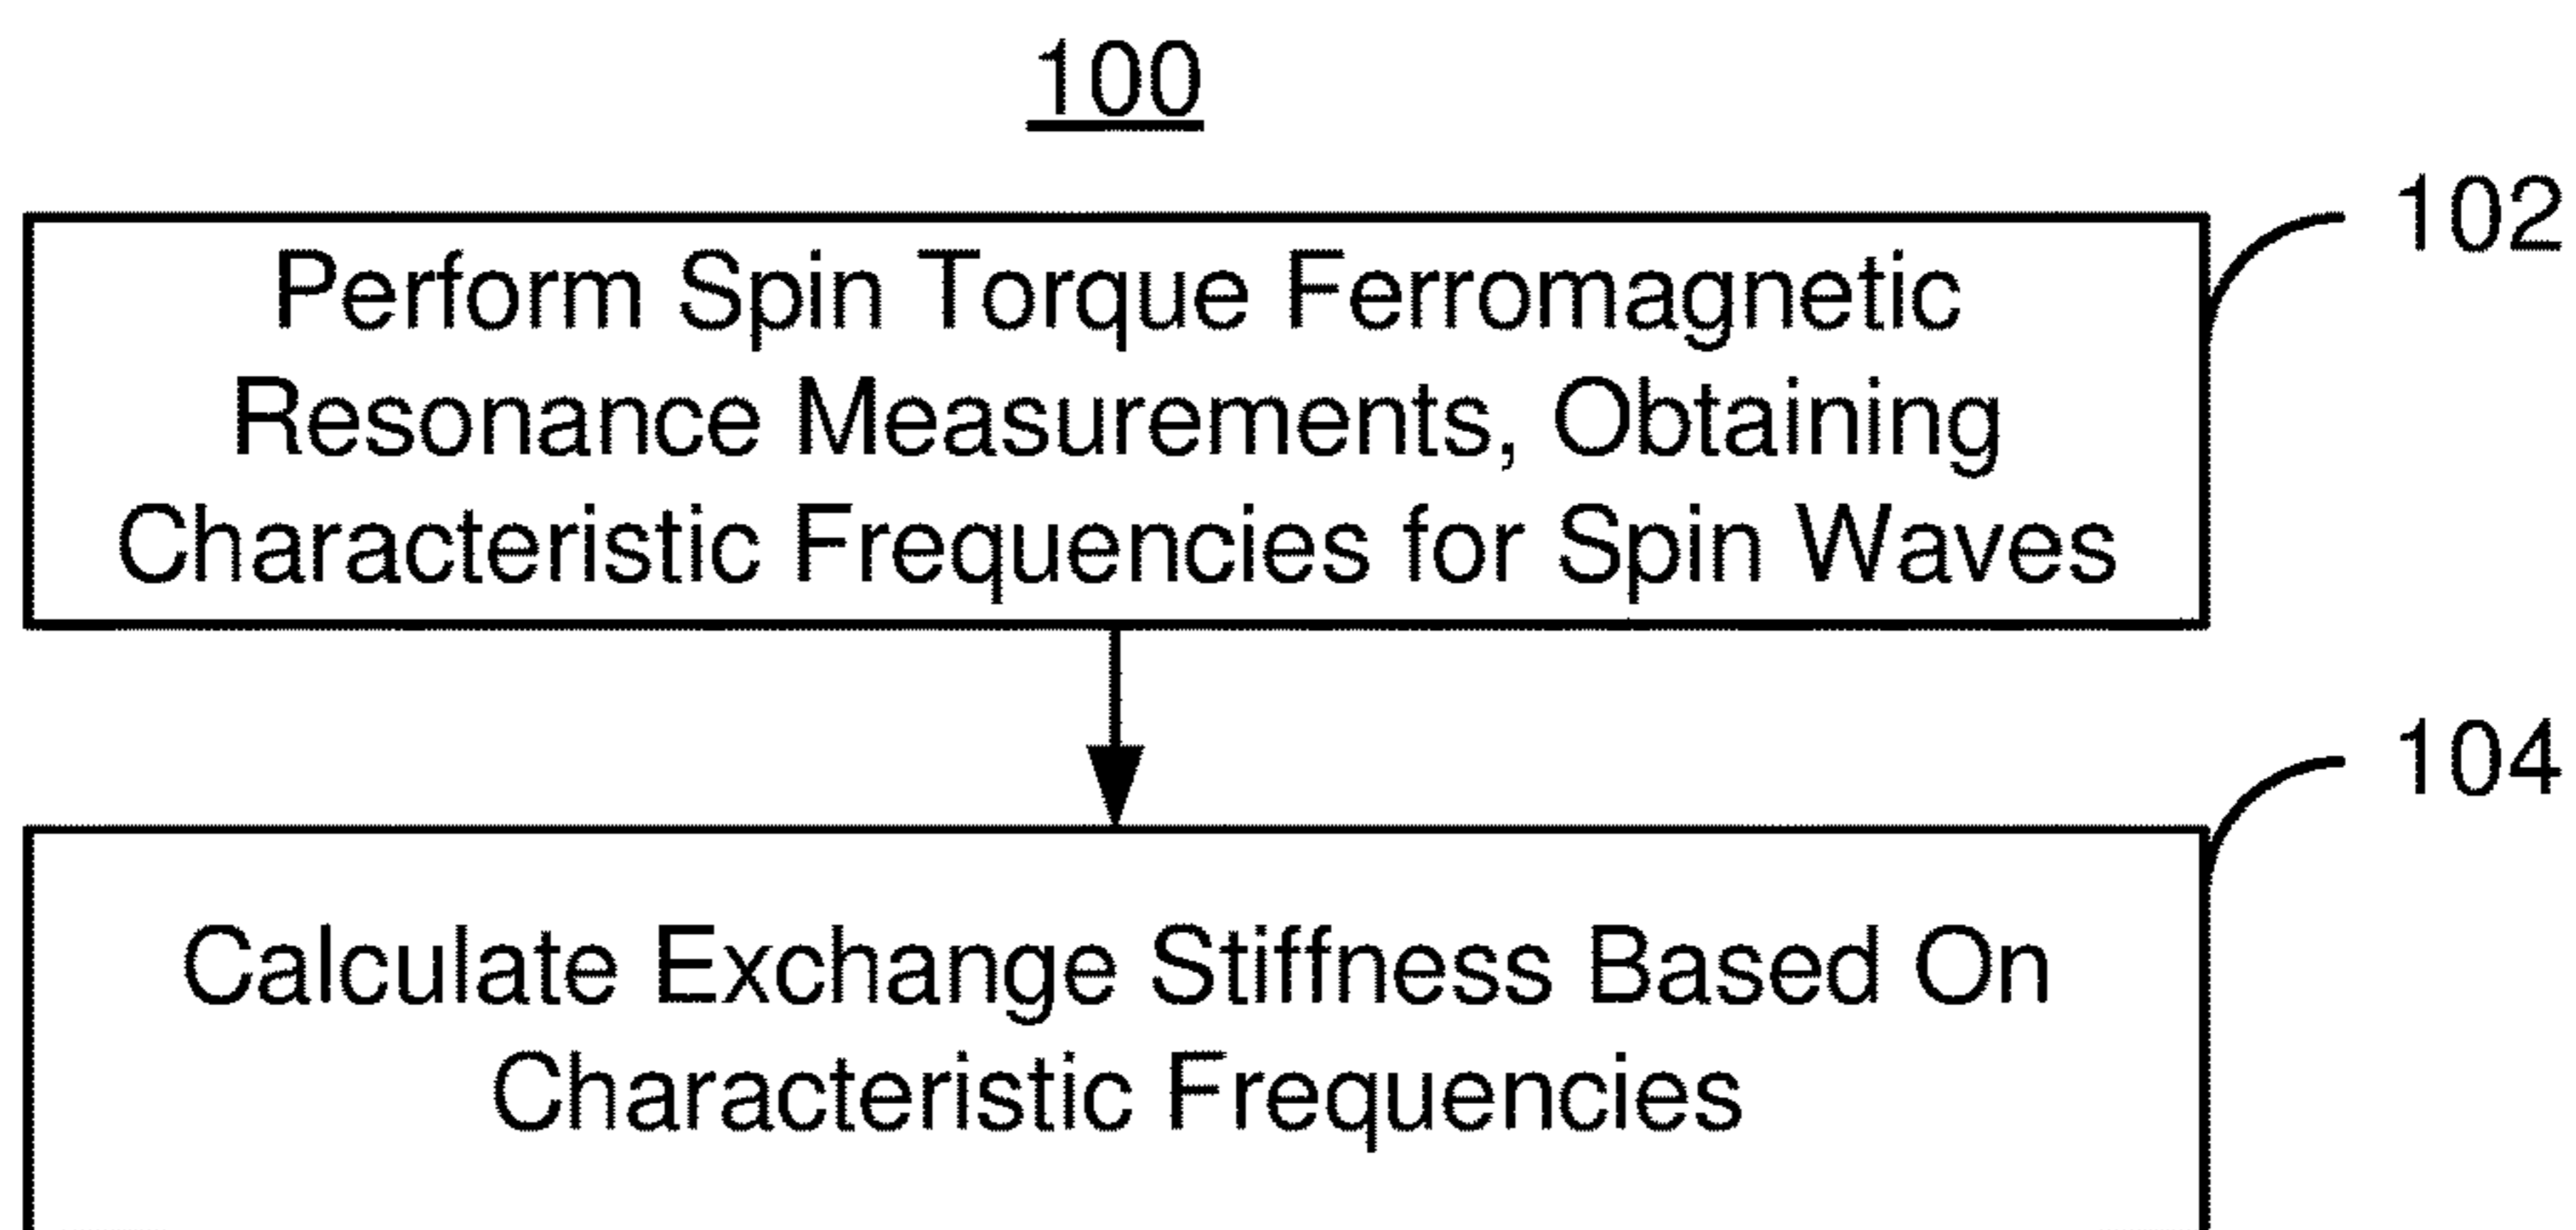 100
102
Perform Spin Torque Ferromagnetic
Resonance Measurements, Obtaining
Characteristic Frequencies for Spin Waves
104
Calculate Exchange Stiffness Based On
Characteristic Frequencies